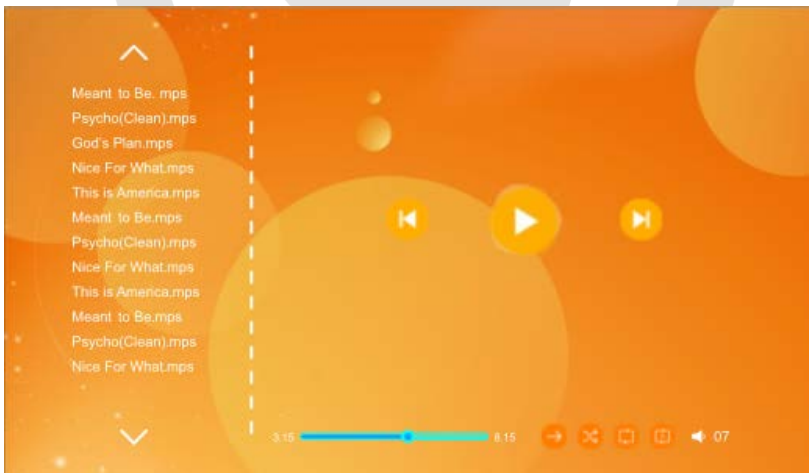 Meant to Be. mps
Psycho(Clean).mps
God's Plan.mps
Nice For What.mps
This is America.mps
Meant to Be.mps
Psycho(Clean).mps
Nice For What.mps
This is America.mps
Meant to Be.mps
Psycho(Clean).mps
Nice For What.mps
3.15 8.15 07